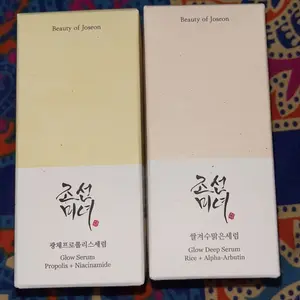 Beauty of Joseon
조선
미녀
광채프로폴리스세럼
Glow Serum
Propolis + Niacinamide
Beauty of Joseon
조선
미녀
쌀겨수맑은세럼
Glow Deep Serum
Rice + Alpha-Arbutin